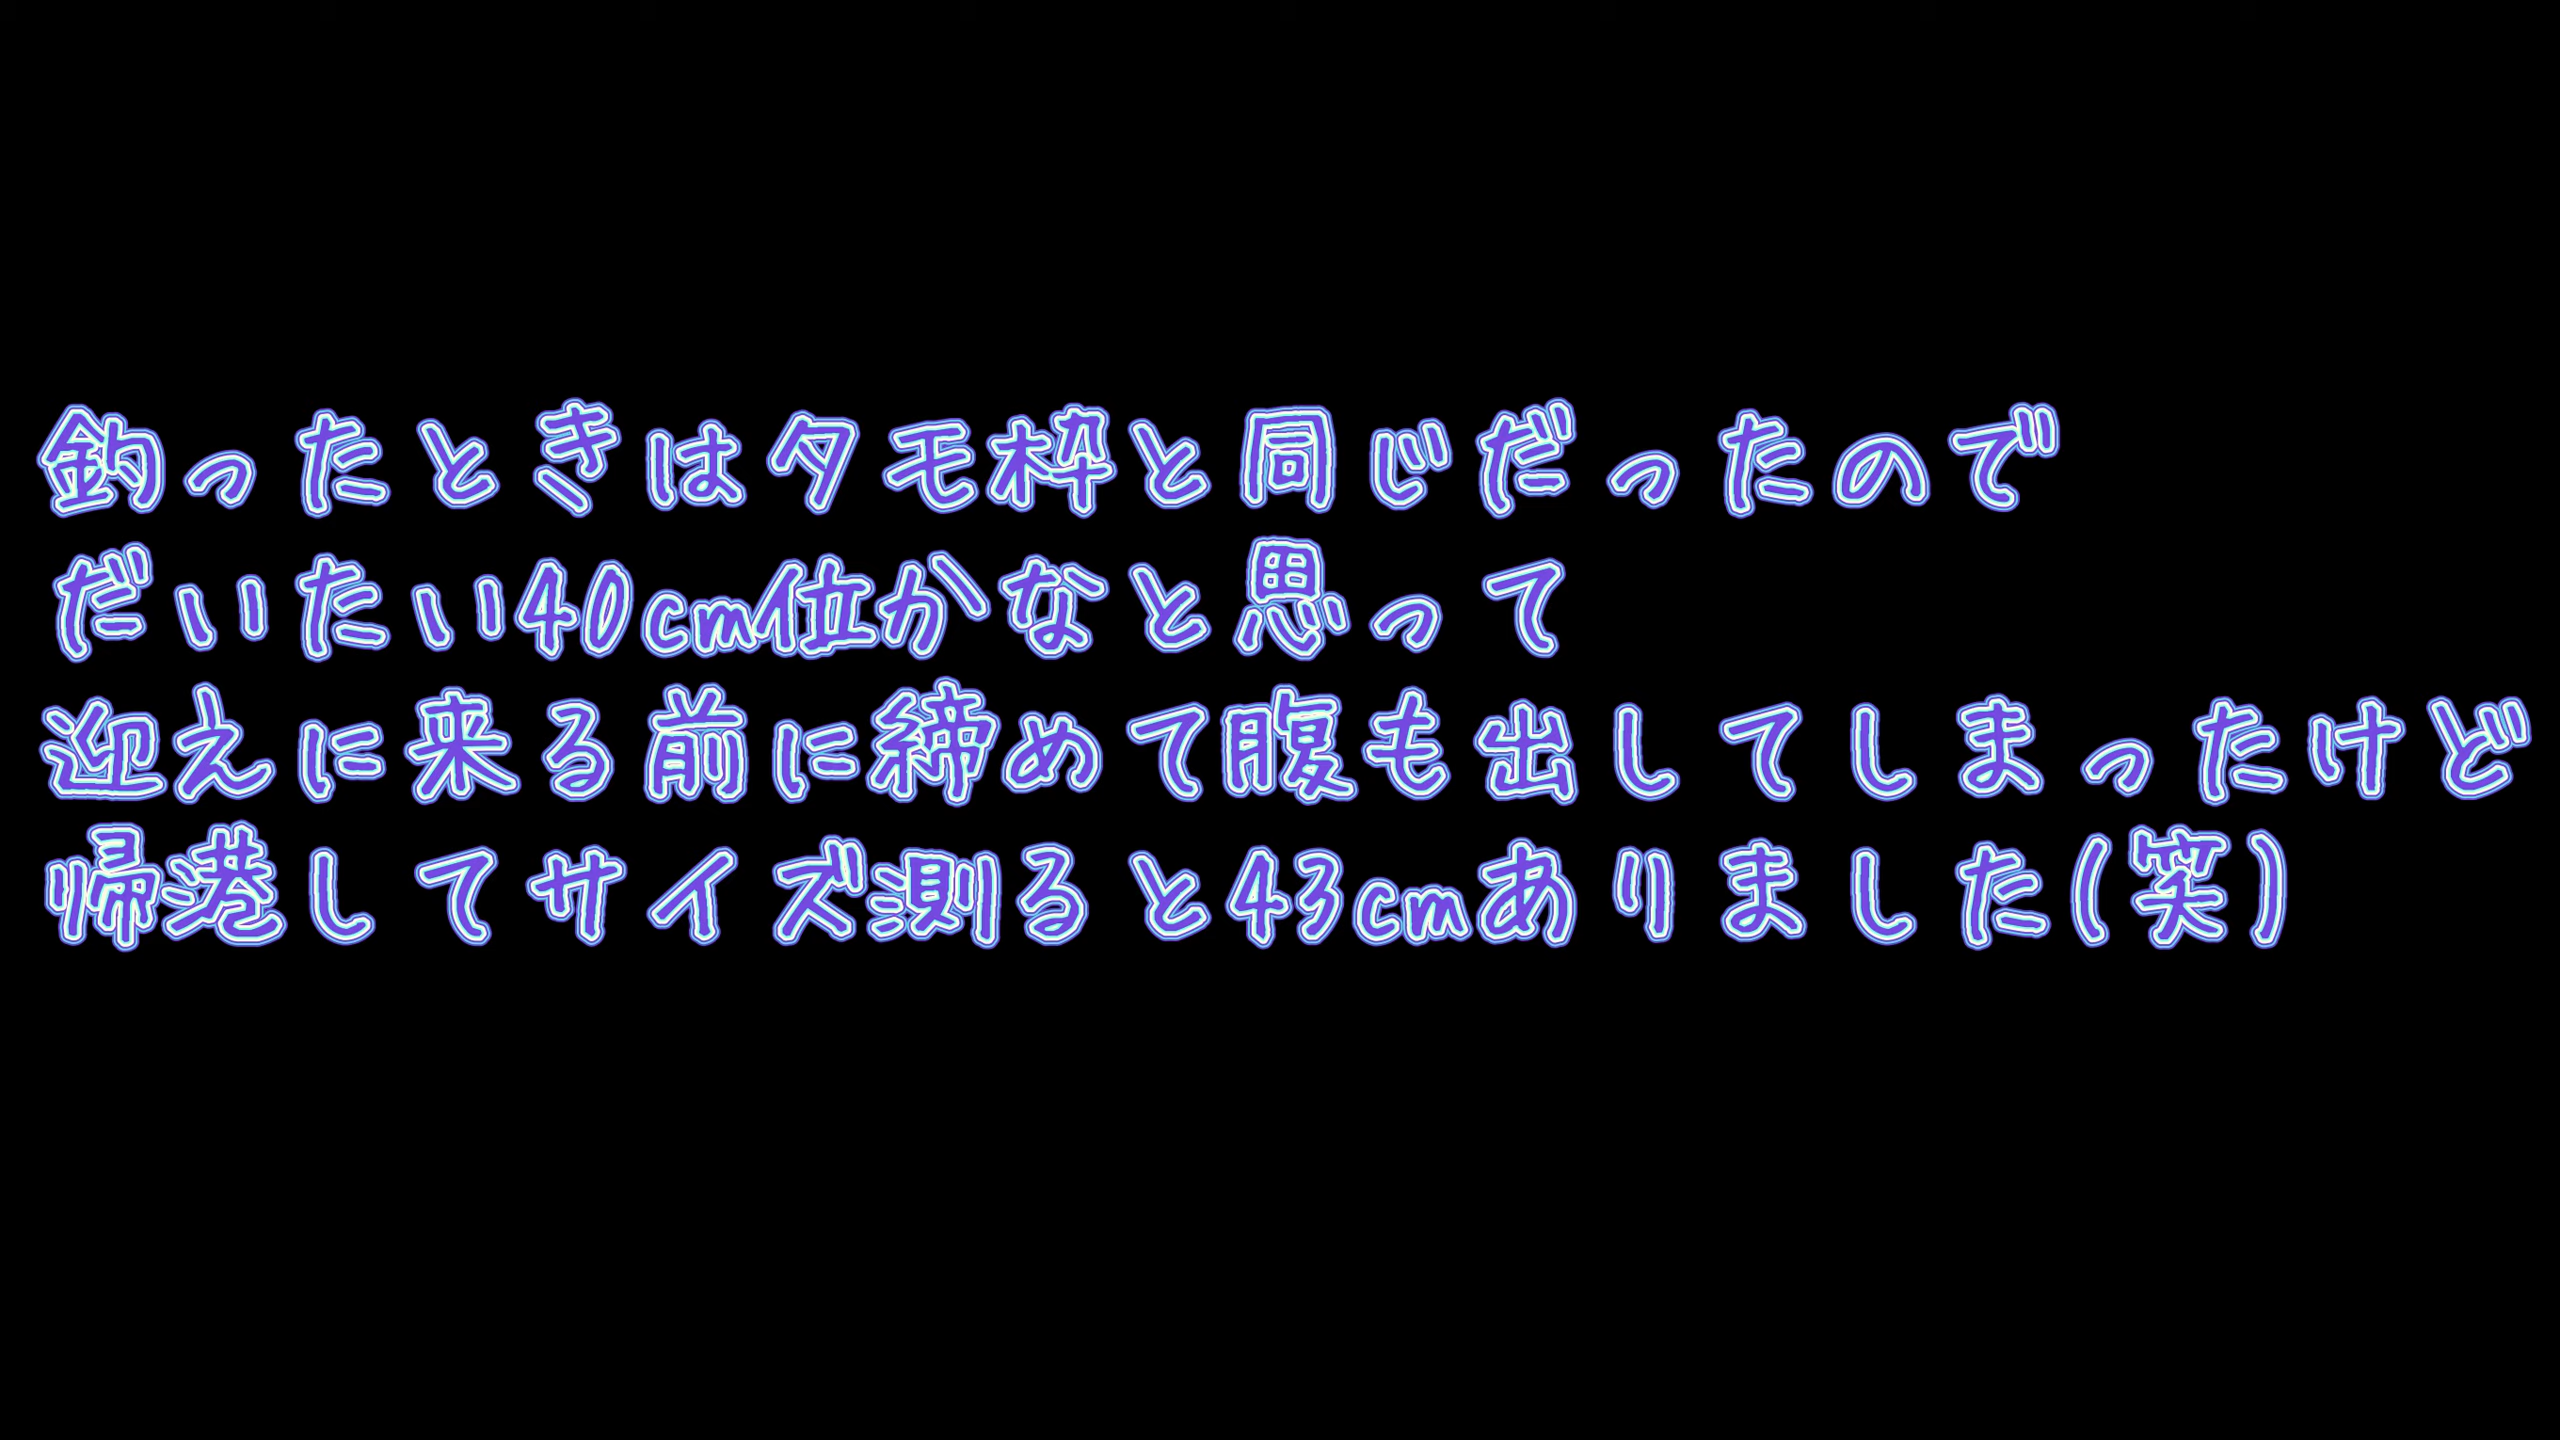 釣ったときはタモ枠と同じだったので
だいたい40cm位かなと思って
迎えに来る前に締めて腹も出してしまったけど
帰港してサイズ測ると43cmありました(笑)